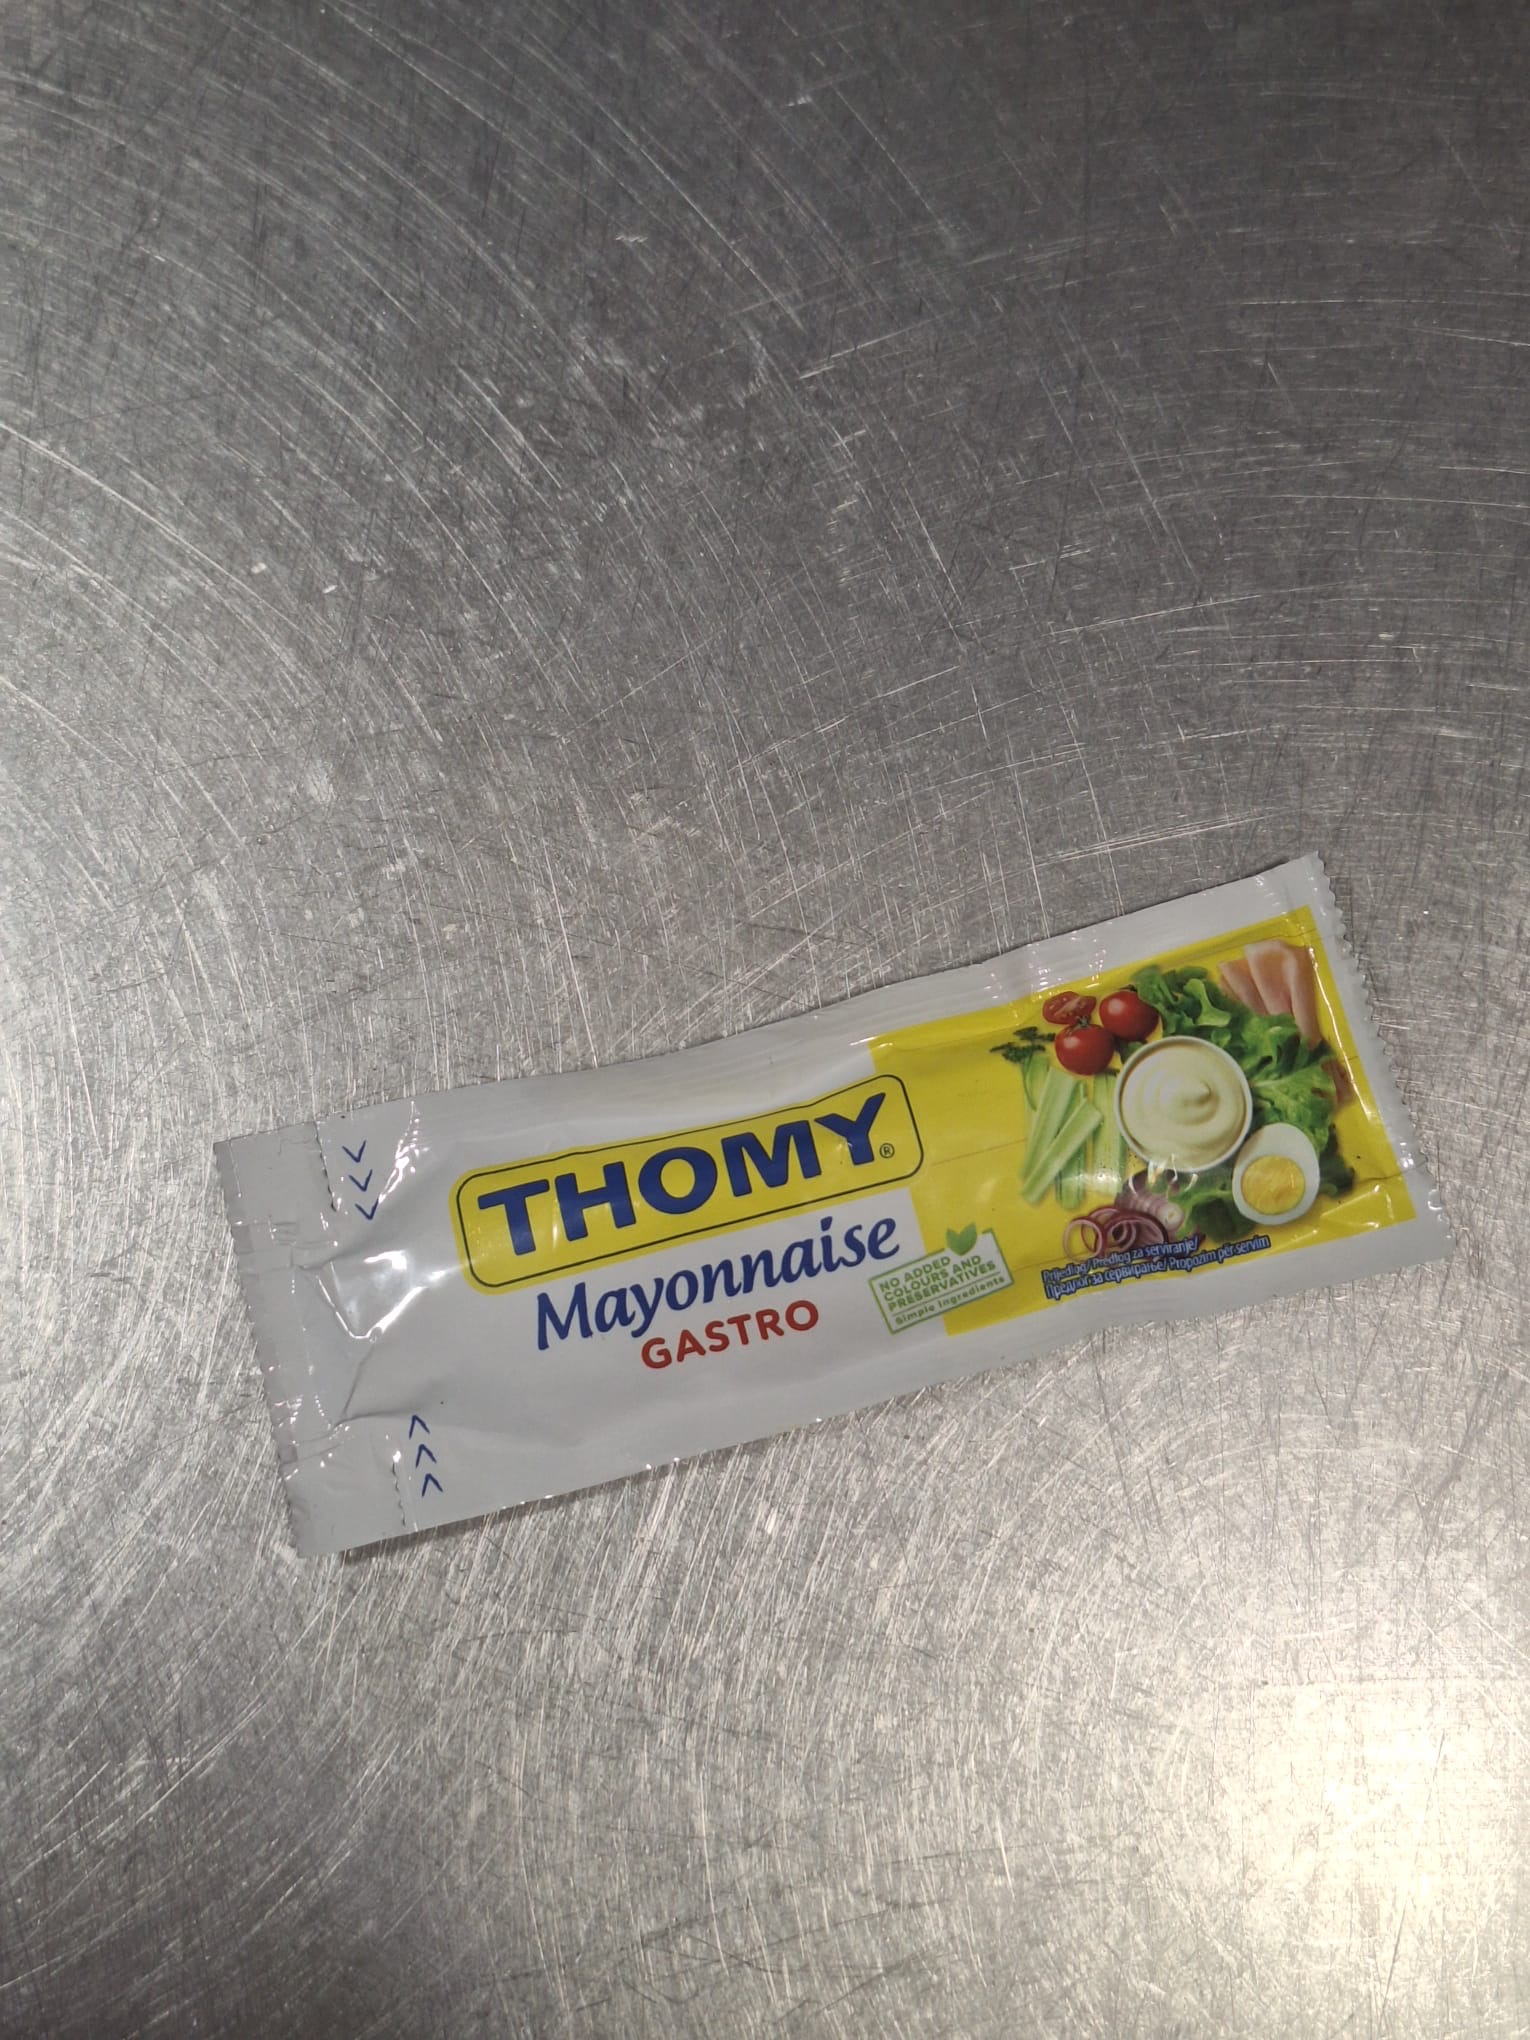 THOMY®
Mayonnaise
GASTRO
NO ADDED
COLOURS AND
PRESERVATIVES
Simple Ingredients
Prijedlog/ Predlog za serviranje/
Предлог за сервирање/ Propozim për servim